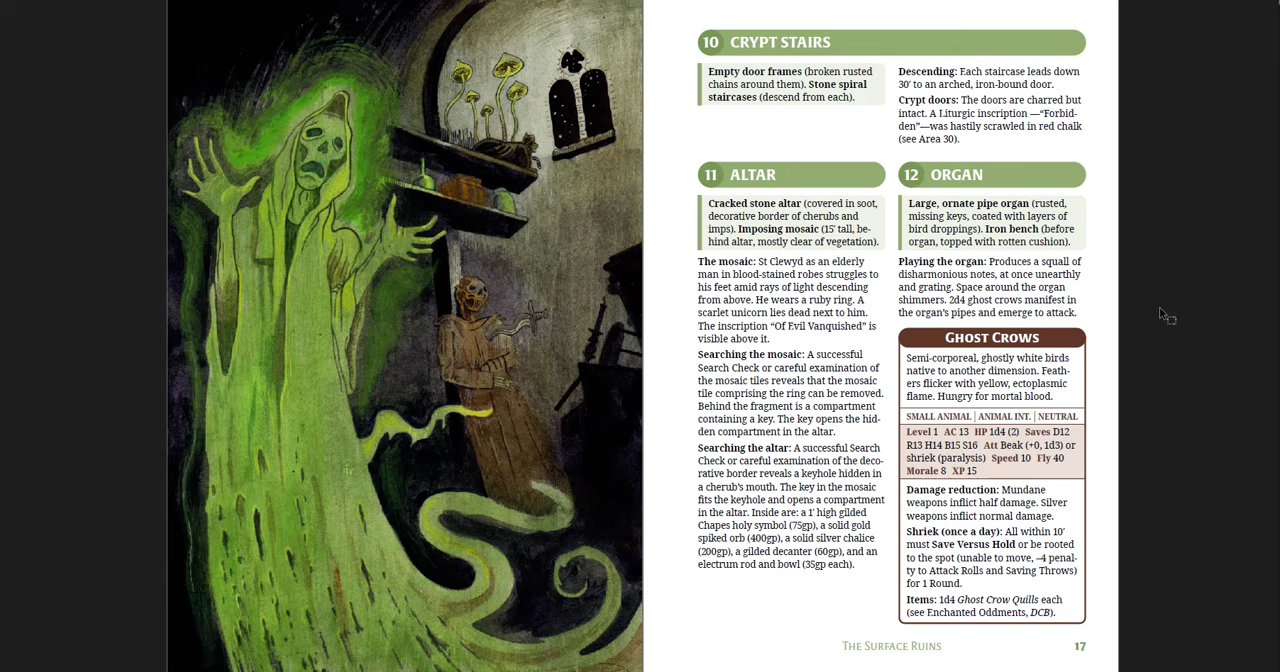 10 CRYPT STAIRS
Empty door frames (broken rusted
chains around them). Stone spiral
staircases (descend from each).
Descending: Each staircase leads down
30′ to an arched, iron-bound door.
Crypt doors: The doors are charred but
intact. A Liturgic inscription —“Forbid-
den”—was hastily scrawled in red chalk
(see Area 30).
11 ALTAR
Cracked stone altar (covered in soot,
decorative border of cherubs and
imps). Imposing mosaic (15′ tall, be-
hind altar, mostly clear of vegetation).
The mosaic: St Clewyd as an elderly
man in blood-stained robes struggles to
his feet amid rays of light descending
from above. He wears a ruby ring. A
scarlet unicorn lies dead next to him.
The inscription “Of Evil Vanquished” is
visible above it.
Searching the mosaic: A successful
Search Check or careful examination of
the mosaic tiles reveals that the mosaic
tile comprising the ring can be removed.
Behind the fragment is a compartment
containing a key. The key opens the hid-
den compartment in the altar.
Searching the altar: A successful Search
Check or careful examination of the deco-
rative border reveals a keyhole hidden in
a cherub’s mouth. The key in the mosaic
fits the keyhole and opens a compartment
in the altar. Inside are: a 1′ high gilded
Chapes holy symbol (75gp), a solid gold
spiked orb (400gp), a solid silver chalice
(200gp), a gilded decanter (60gp), and an
electrum rod and bowl (35gp each).
12 ORGAN
Large, ornate pipe organ (rusted,
missing keys, coated with layers of
bird droppings). Iron bench (before
organ, topped with rotten cushion).
Playing the organ: Produces a squall of
disharmonious notes, at once unearthly
and grating. Space around the organ
shimmers. 2d4 ghost crows manifest in
the organ’s pipes and emerge to attack.
GHOST CROWS
Semi-corporeal, ghostly white birds
native to another dimension. Feath-
ers flicker with yellow, ectoplasmic
flame. Hungry for mortal blood.
SMALL ANIMAL | ANIMAL INT. | NEUTRAL
Level 1 AC 13 HP 1d4 (2) Saves D12
R13 H14 B15 S16 Att Beak (+0, 1d3) or
shriek (paralysis) Speed 10 Fly 40
Morale 8 XP 15
Damage reduction: Mundane
weapons inflict half damage. Silver
weapons inflict normal damage.
Shriek (once a day): All within 10′
must Save Versus Hold or be rooted
to the spot (unable to move, –4 penal-
ty to Attack Rolls and Saving Throws)
for 1 Round.
Items: 1d4 Ghost Crow Quills each
(see Enchanted Oddments, DCB).
THE SURFACE RUINS 17